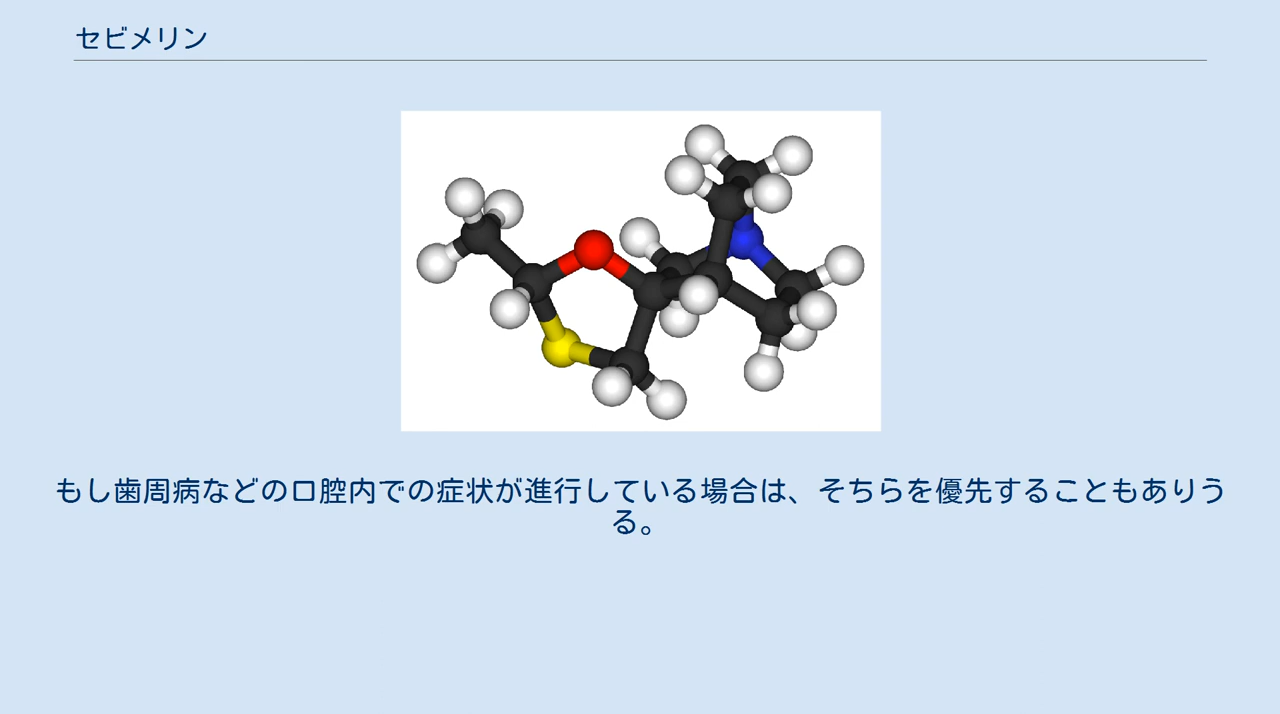 セビメリン
もし歯周病などの口腔内での症状が進行している場合は、そちらを優先することもありう
る。